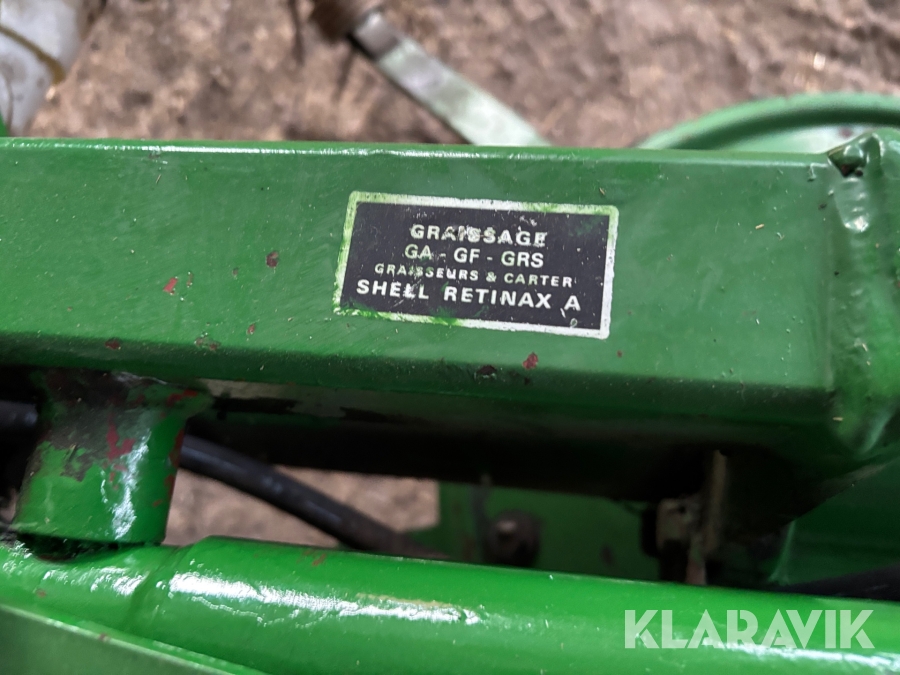 GRAISSAGE
GA - GF - GRS
GRAISSEURS & CARTER
SHELL RETINAX A
KLARAVIK